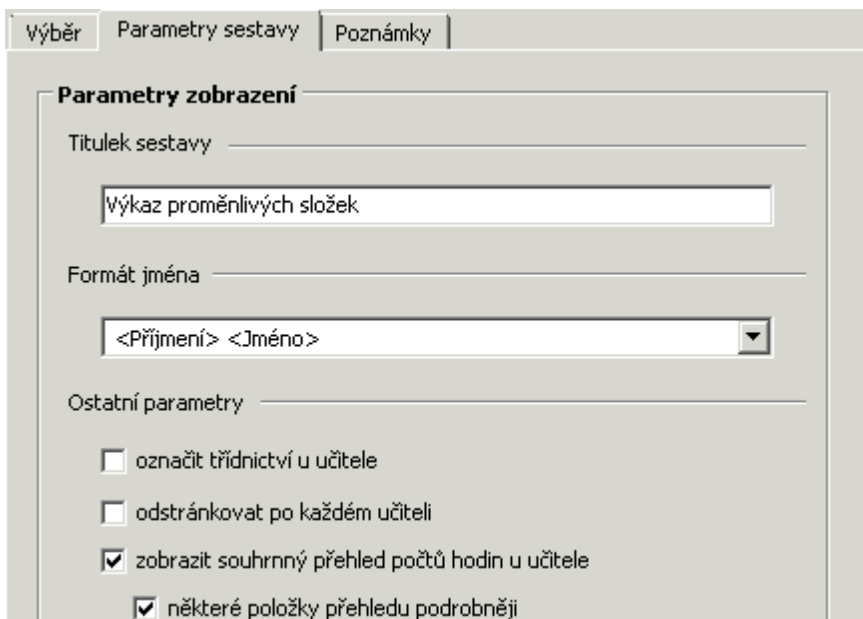 Výběr Parametry sestavy Poznámky
Parametry zobrazení
Titulek sestavy
Výkaz proměnlivých složek
Formát jména
<Příjmení> <Jméno>
Ostatní parametry
označit třídnictví u učitele
odstránkovat po každém učiteli
zobrazit souhrnný přehled počtů hodin u učitele
některé položky přehledu podrobněji